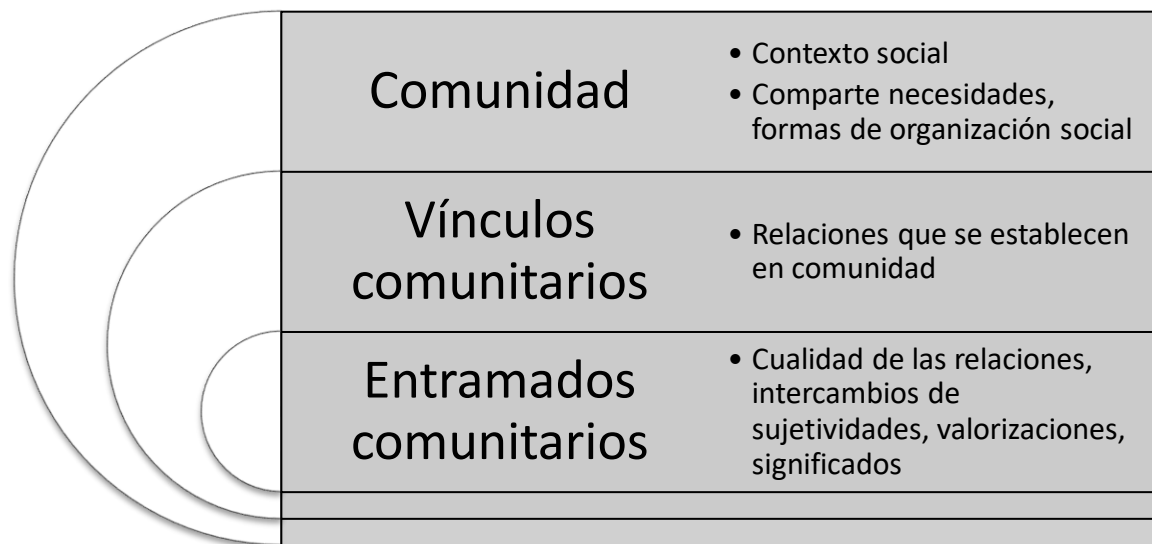 Comunidad
• Contexto social
• Comparte necesidades,
formas de organización social
Vínculos
comunitarios
• Relaciones que se establecen
en comunidad
Entramados
comunitarios
• Cualidad de las relaciones,
intercambios de
sujetividades, valorizaciones,
significados